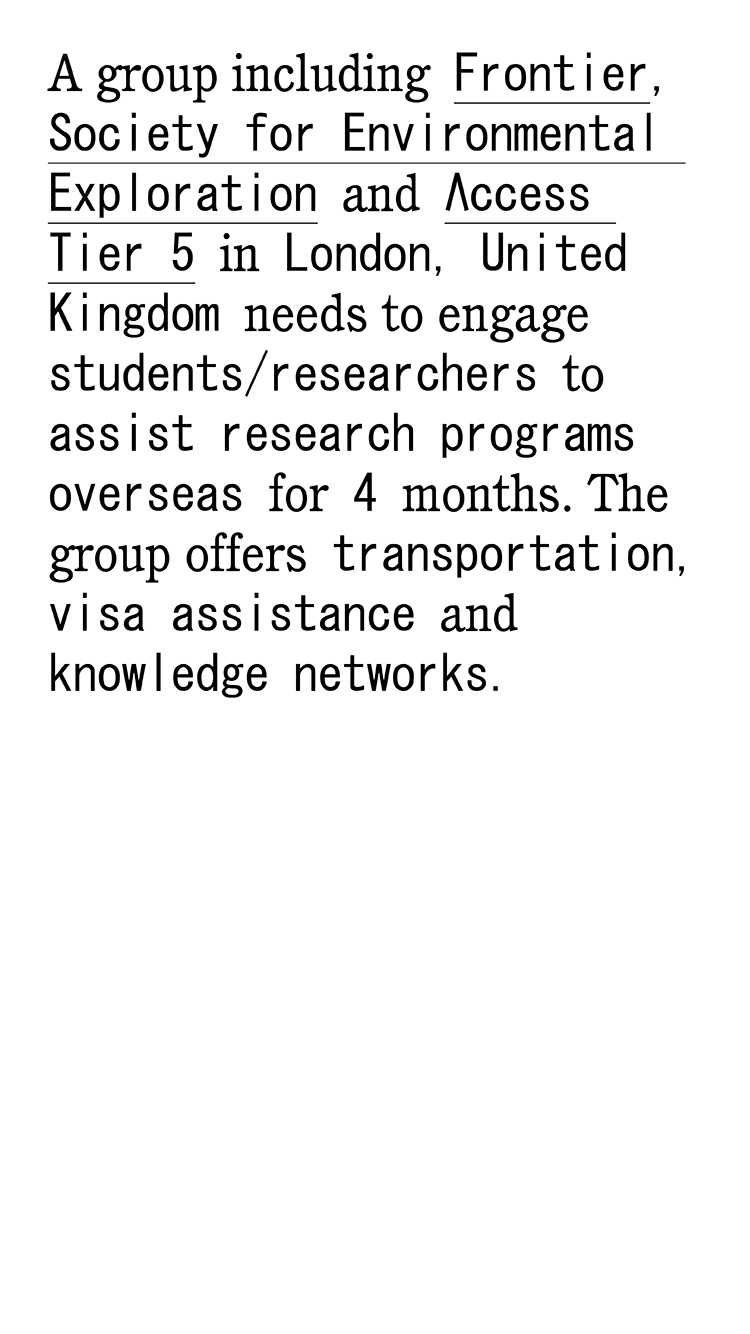 A group including Frontier,
Society for Environmental
Exploration and Access
Tier 5 in London, United
Kingdom needs to engage
students/researchers to
assist research programs
overseas for 4 months. The
group offers transportation,
visa assistance and
knowledge networks.